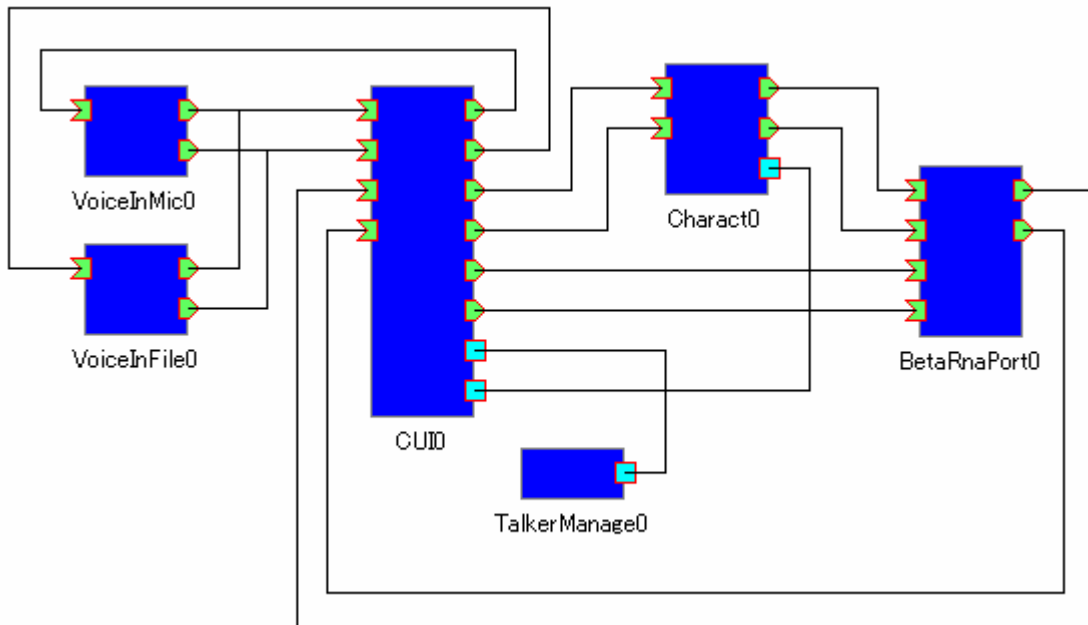 VoiceInMic0
Charact0
VoiceInFile0
BetaRnaPort0
CUI0
TalkerManage0